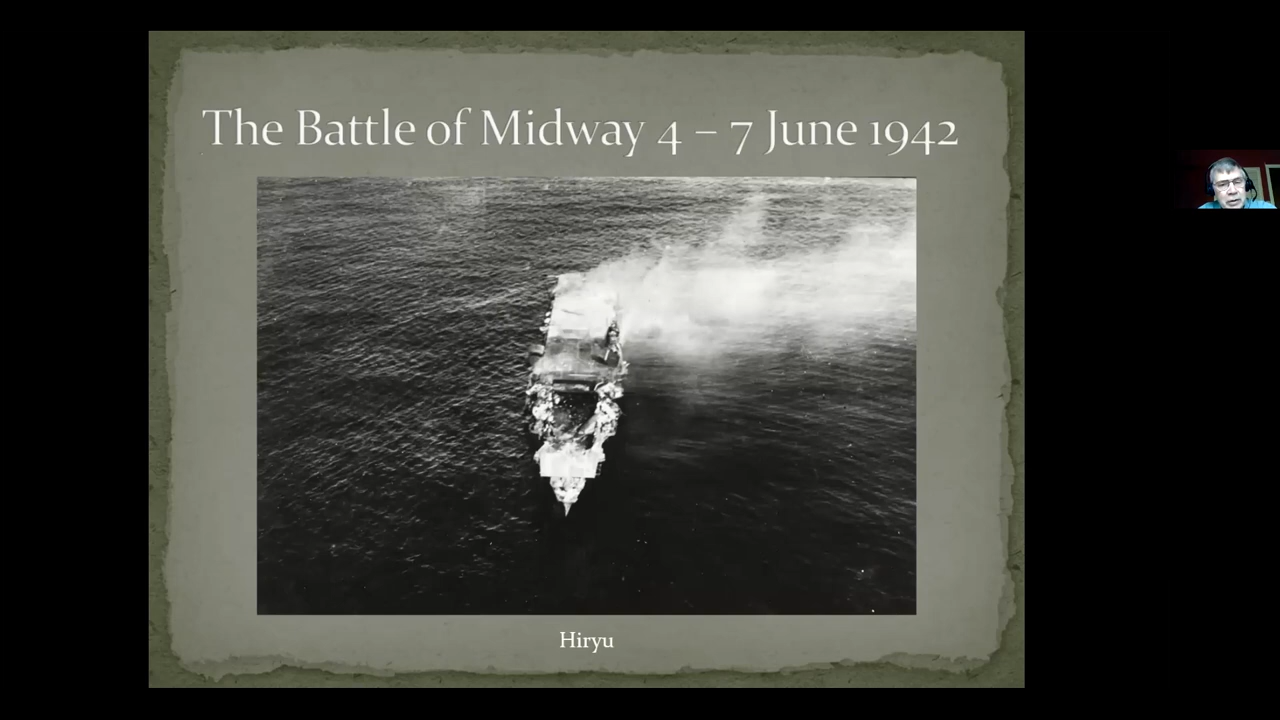 The Battle of Midway 4 – 7 June 1942
Hiryu